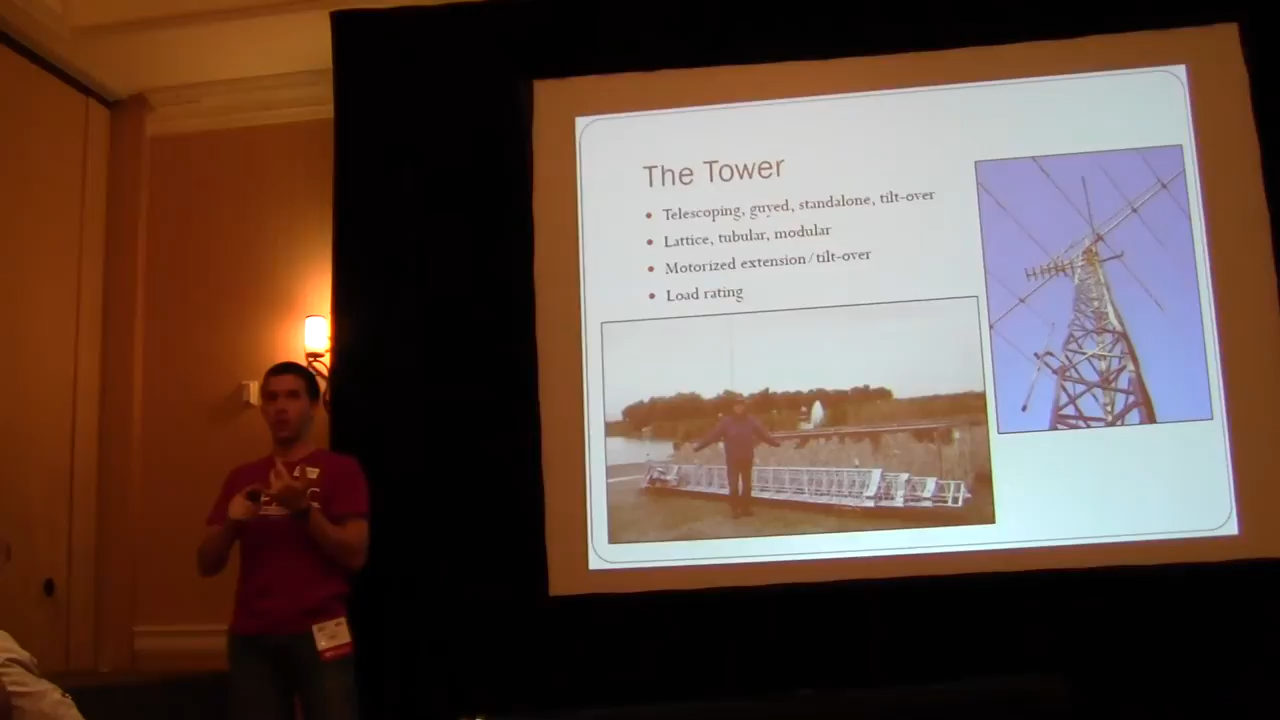 The Tower
Telescoping, guyed, standalone, tilt-over
Lattice, tubular, modular
Motorized extension/tilt-over
Load rating